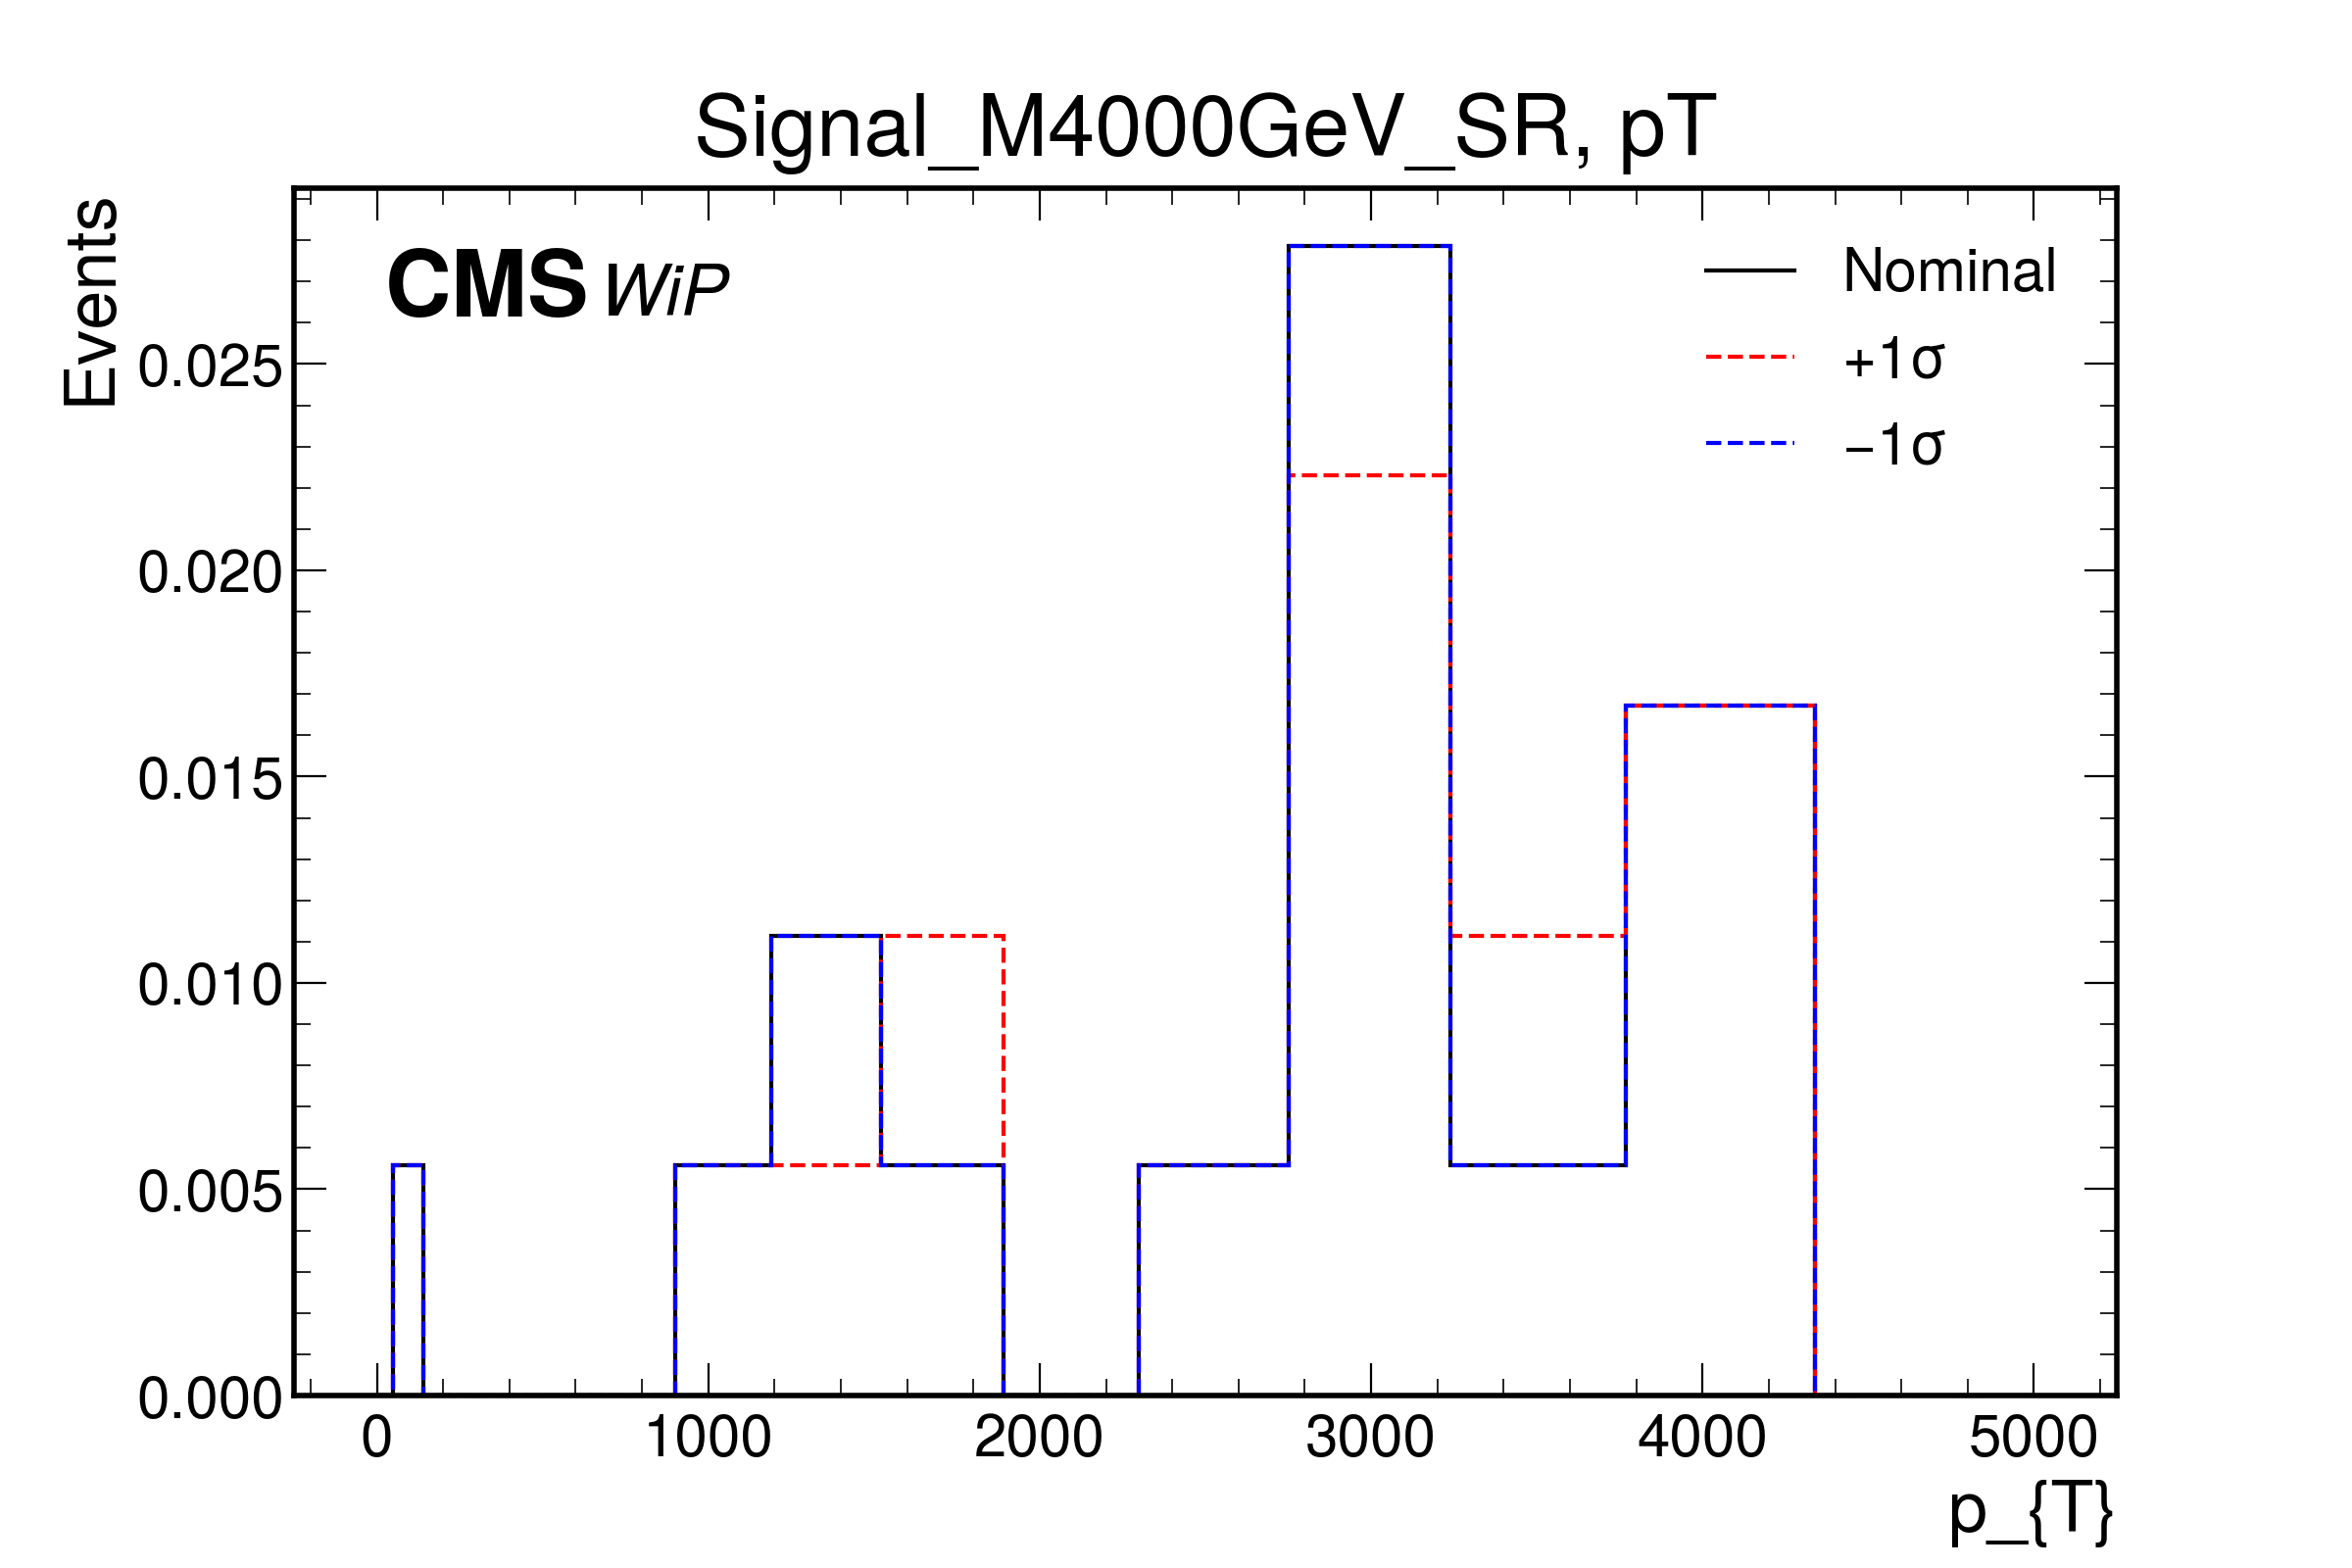 Signal_M4000GeV_SR, pT
Events
CMS WiP
Nominal
+1σ
−1σ
0.025
0.020
0.015
0.010
0.005
0.000
0 1000 2000 3000 4000 5000
p_{T}